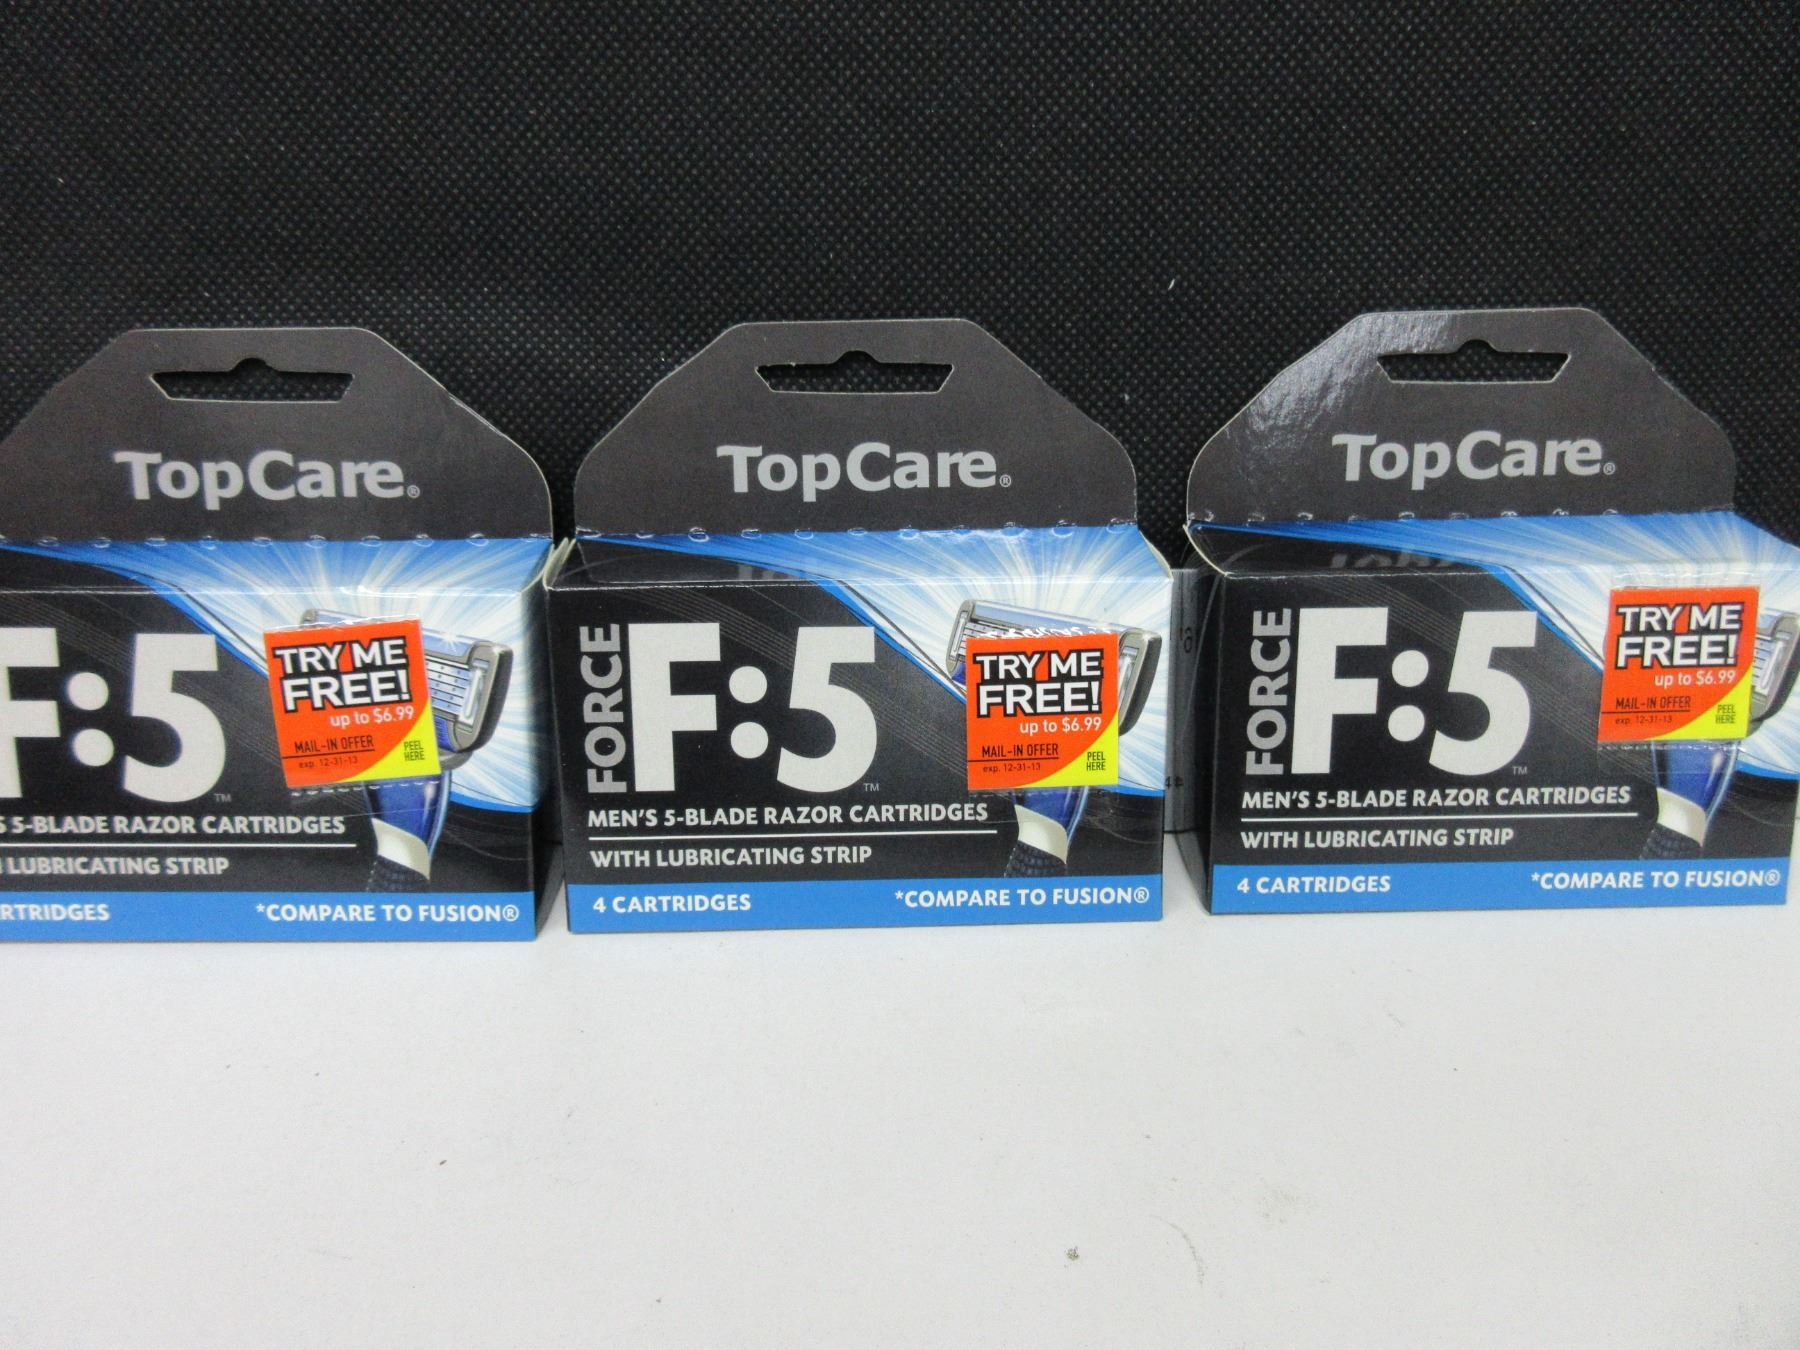 TopCare®
F:5™
S 5-BLADE RAZOR CARTRIDGES
LUBRICATING STRIP
RTRIDGES
*COMPARE TO FUSION®
TRY ME
FREE!
up to $6.99
MAIL-IN OFFER
exp. 12-31-13
PEEL
HERE
TopCare®
FORCE
F:5™
MEN'S 5-BLADE RAZOR CARTRIDGES
WITH LUBRICATING STRIP
4 CARTRIDGES
*COMPARE TO FUSION®
TRY ME
FREE!
up to $6.99
MAIL-IN OFFER
exp. 12-31-13
PEEL
HERE
TopCare®
FORCE
F:5™
MEN'S 5-BLADE RAZOR CARTRIDGES
WITH LUBRICATING STRIP
4 CARTRIDGES
*COMPARE TO FUSION®
TRY ME
FREE!
up to $6.99
MAIL-IN OFFER
exp. 12-31-13
PEEL
HERE